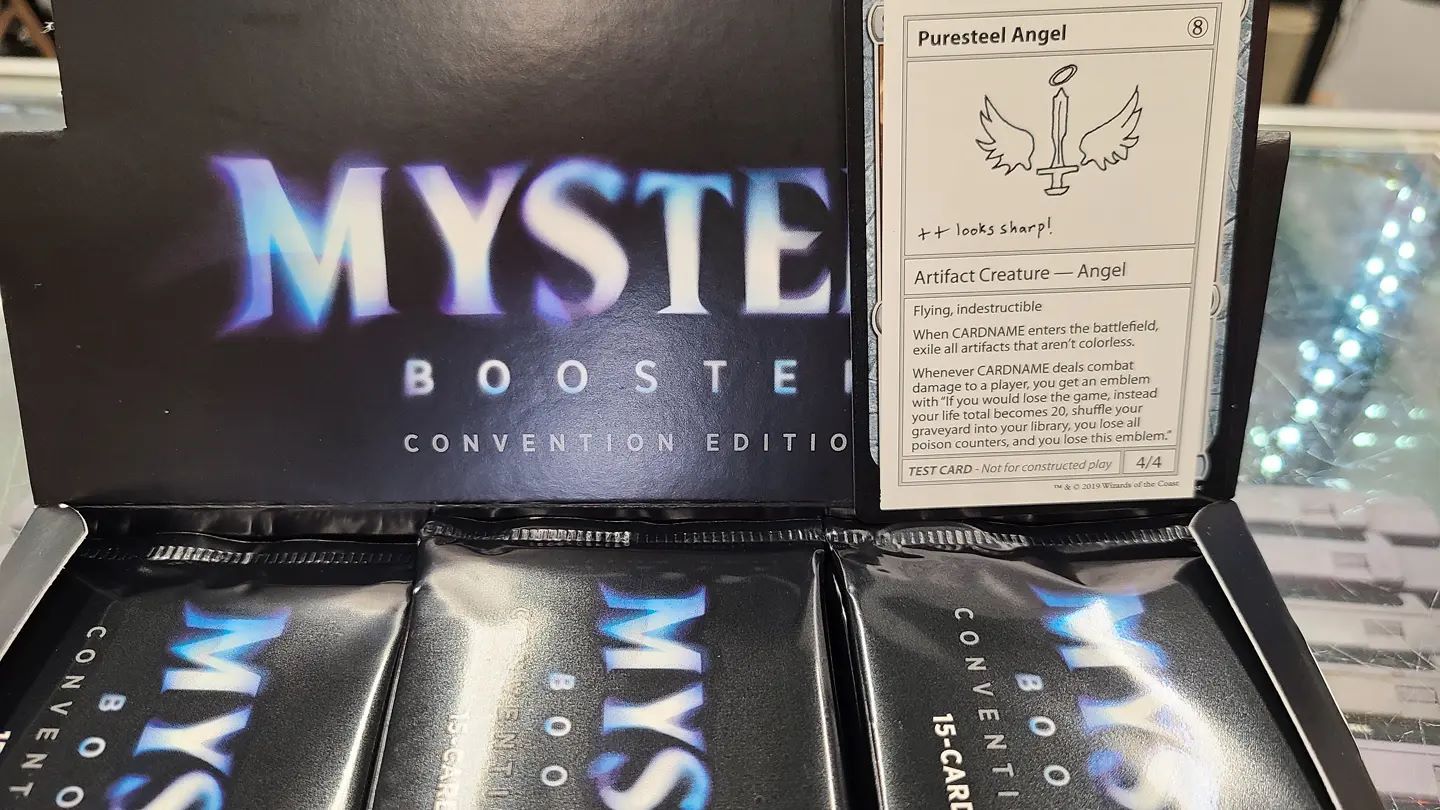 MYSTE
BOOSTE
CONVENTION EDITIO
Puresteel Angel 8
++ looks sharp!
Artifact Creature — Angel
Flying, indestructible
When CARDNAME enters the battlefield,
exile all artifacts that aren't colorless.
Whenever CARDNAME deals combat
damage to a player, you get an emblem
with "If you would lose the game, instead
your life total becomes 20, shuffle your
graveyard into your library, you lose all
poison counters, and you lose this emblem."
TEST CARD - Not for constructed play 4/4
™ & © 2019 Wizards of the Coast
MYS
BOO
CONVENT
MYS
BOO
CONVENTI
15-CARD
MYS
BOO
CONVENTI
15-CARD